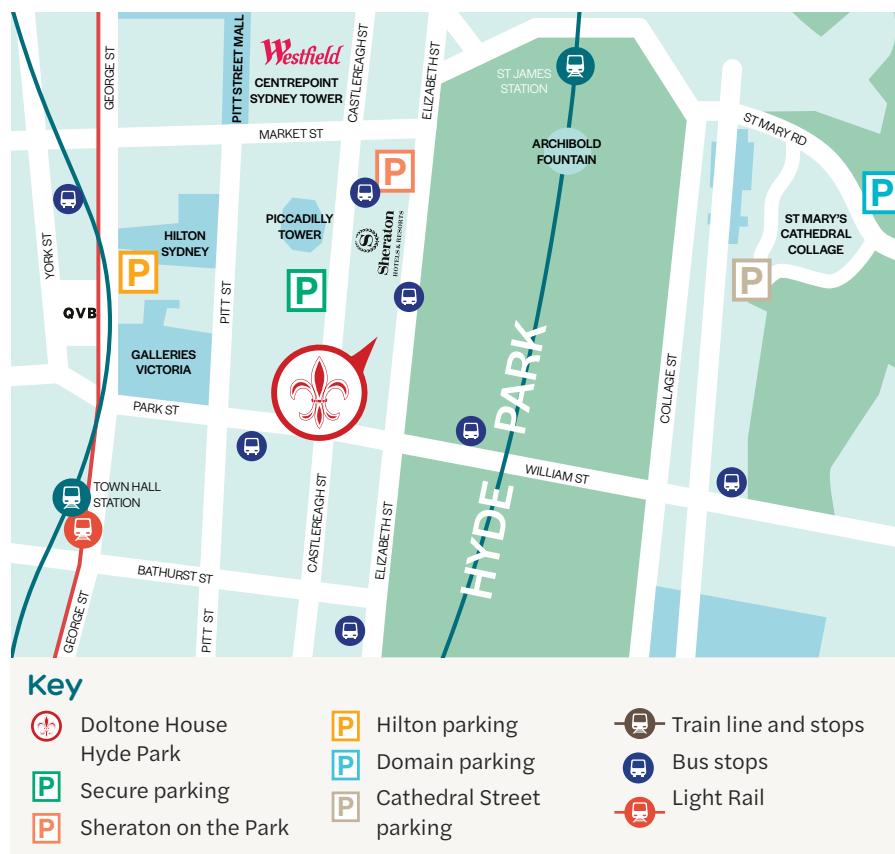 GEORGE ST
PITT STREET MALL
Westfield
CENTREPOINT
SYDNEY TOWER
CASTLEREAGH ST
ELIZABETH ST
ST JAMES
STATION
MARKET ST
ARCHIBOLD
FOUNTAIN
ST MARY RD
P
P
YORK ST
HILTON
SYDNEY
PICCADILLY
TOWER
S
Sheraton
HOTELS & RESORTS
ST MARY'S
CATHEDRAL
COLLAGE
P
P
P
PITT ST
QVB
GALLERIES
VICTORIA
HYDE PARK
COLLAGE ST
PARK ST
WILLIAM ST
TOWN HALL
STATION
CASTLEREAGH ST
ELIZABETH ST
BATHURST ST
GEORGE ST
PITT ST
Key
Doltone House
Hyde Park
P Secure parking
P Sheraton on the Park
P Hilton parking
P Domain parking
P Cathedral Street
parking
Train line and stops
Bus stops
Light Rail